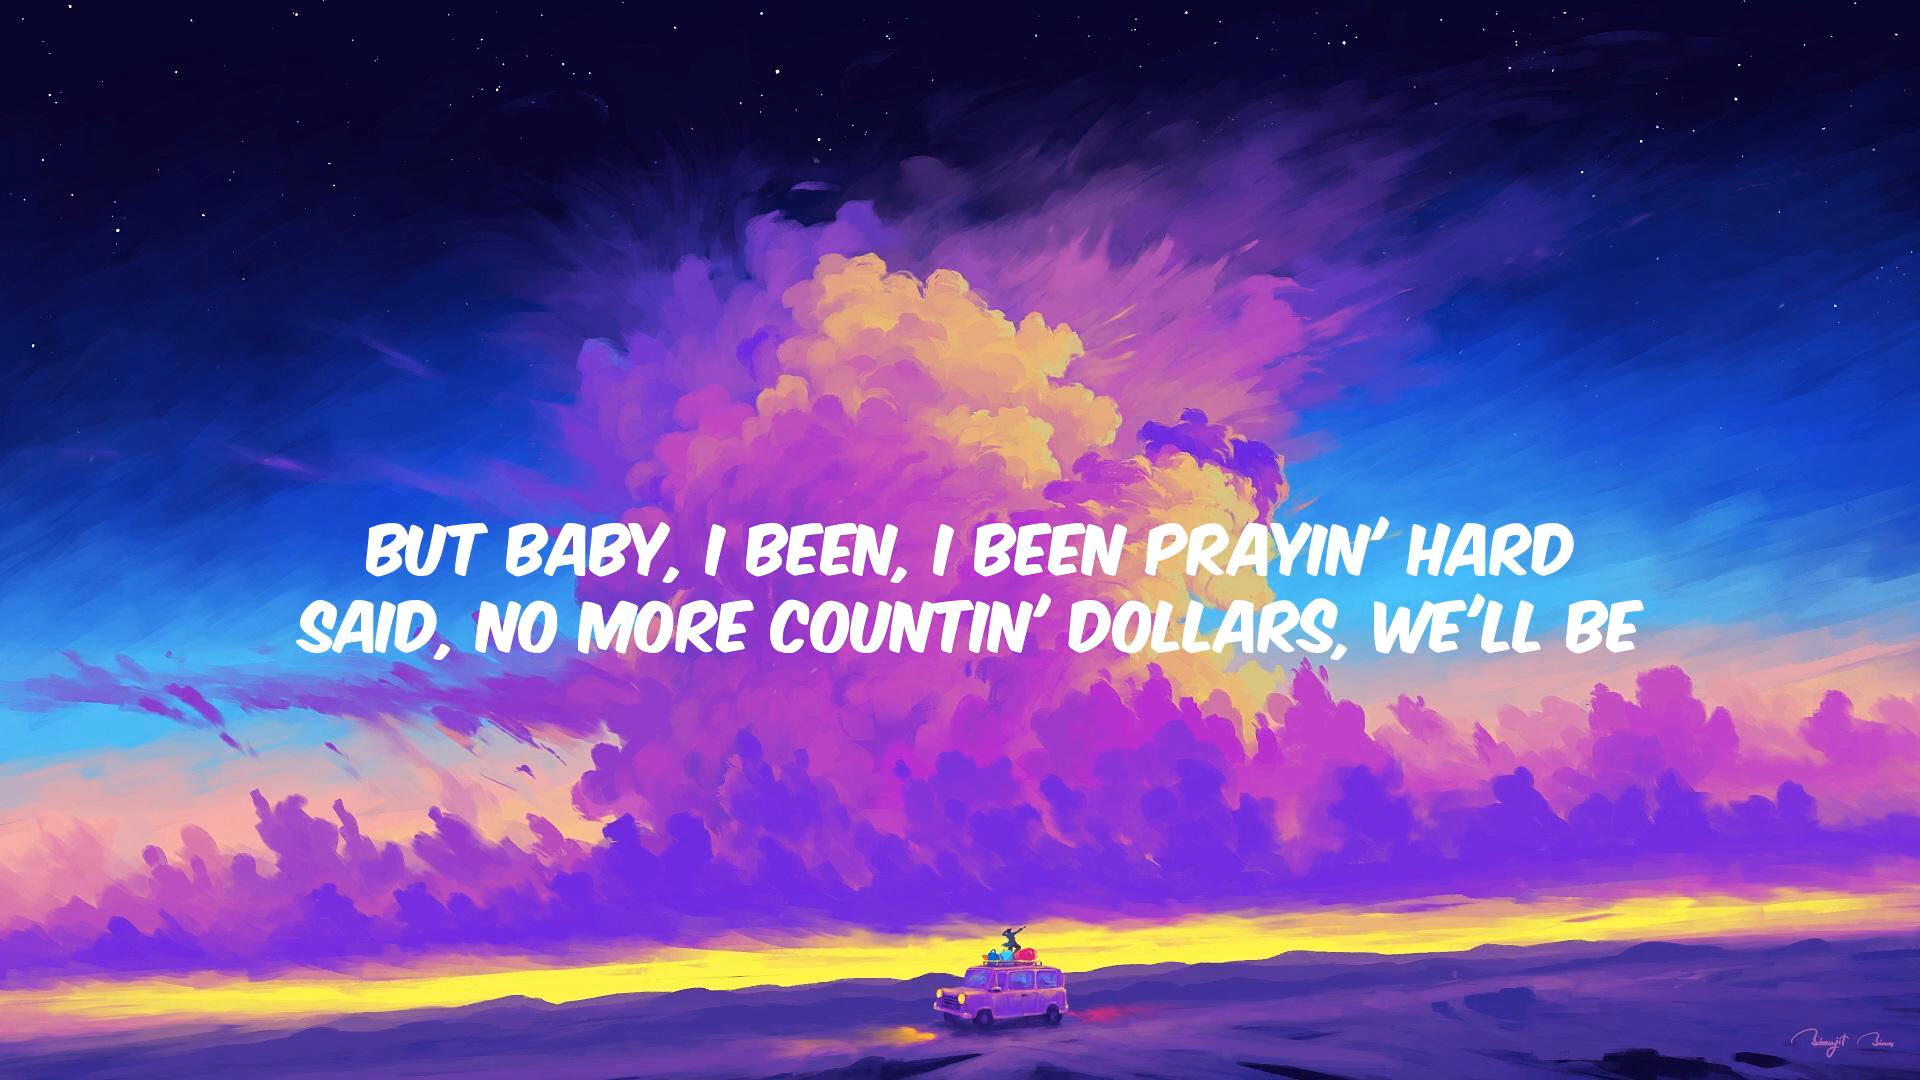 BUT BABY, I BEEN, I BEEN PRAYIN' HARD
SAID, NO MORE COUNTIN' DOLLARS, WE'LL BE